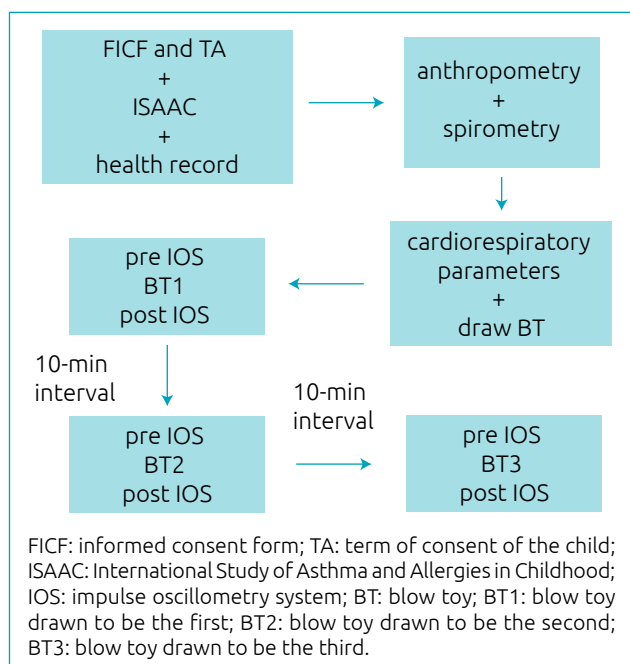 FICF and TA
+
ISAAC
+
health record
anthropometry
+
spirometry
cardiorespiratory
parameters
+
draw BT
pre IOS
BT1
post IOS
10-min
interval
pre IOS
BT2
post IOS
10-min
interval
pre IOS
BT3
post IOS
FICF: informed consent form; TA: term of consent of the child;
ISAAC: International Study of Asthma and Allergies in Childhood;
IOS: impulse oscillometry system; BT: blow toy; BT1: blow toy
drawn to be the first; BT2: blow toy drawn to be the second;
BT3: blow toy drawn to be the third.